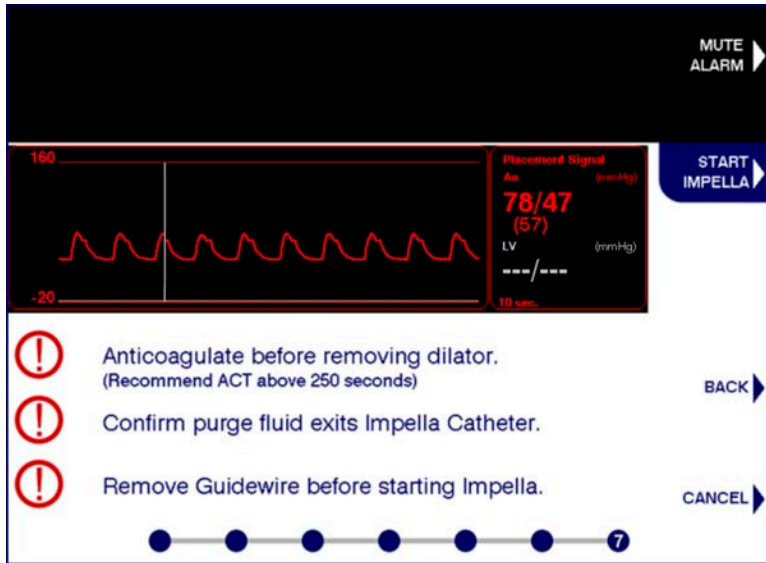 MUTE
ALARM
160
Placement Signal
Ao (mmHg)
START
IMPELLA
78/47
(57)
LV (mmHg)
---/---
-20
10 sec.
Anticoagulate before removing dilator.
(Recommend ACT above 250 seconds)
BACK
Confirm purge fluid exits Impella Catheter.
Remove Guidewire before starting Impella.
CANCEL
7